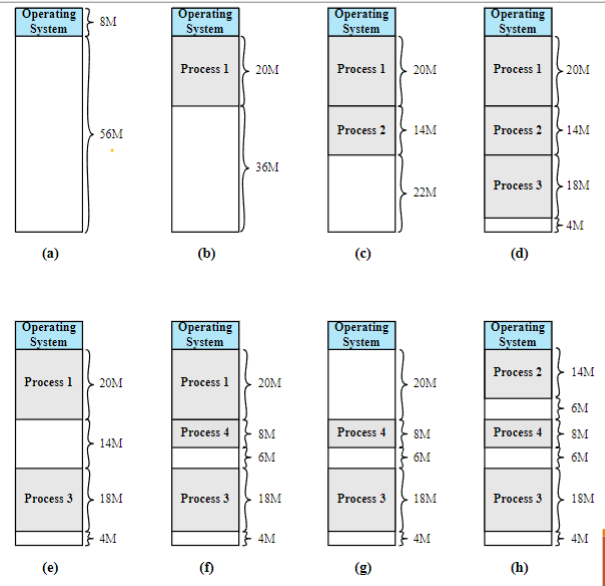 Operating
System
8M
56M
(a)
Operating
System
Process 1
20M
36M
(b)
Operating
System
Process 1
20M
Process 2
14M
22M
(c)
Operating
System
Process 1
20M
Process 2
14M
Process 3
18M
4M
(d)
Operating
System
Process 1
20M
14M
Process 3
18M
4M
(e)
Operating
System
Process 1
20M
Process 4
8M
6M
Process 3
18M
4M
(f)
Operating
System
20M
Process 4
8M
6M
Process 3
18M
4M
(g)
Operating
System
Process 2
14M
6M
Process 4
8M
6M
Process 3
18M
4M
(h)